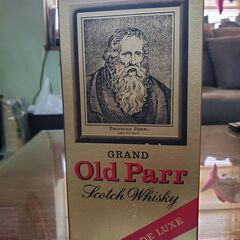 THOMAS PARR
GRAND
Old Parr
Scotch Whisky
DE LUXE